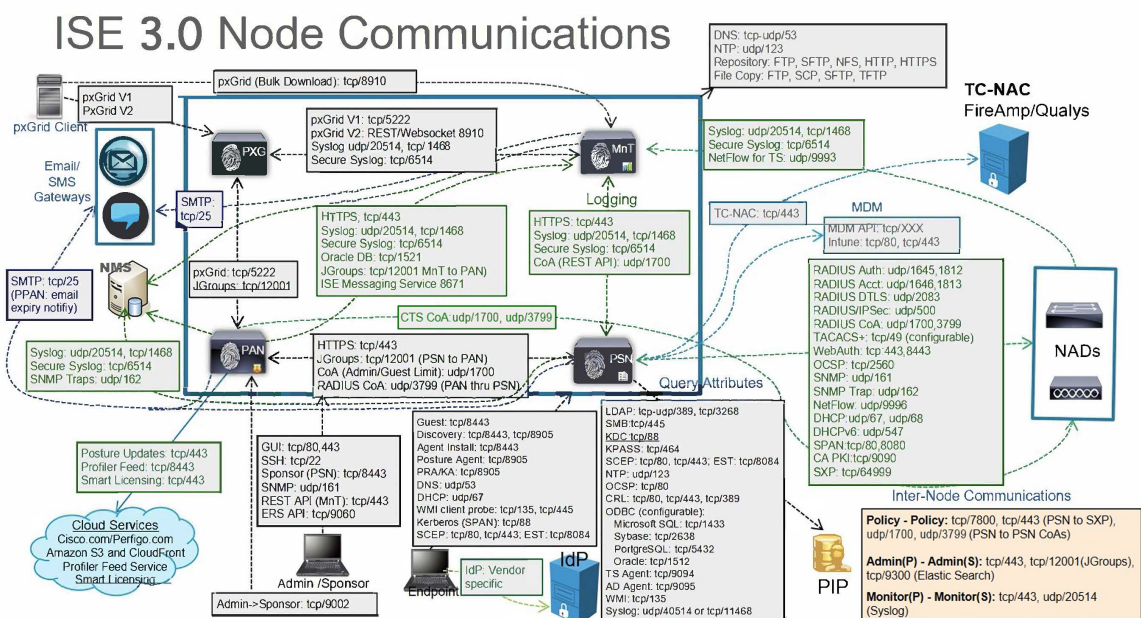 ISE 3.0 Node Communications
DNS: tcp-udp/53
NTP: udp/123
Repository: FTP, SFTP, NFS, HTTP, HTTPS
File Copy: FTP, SCP, SFTP, TFTP
pxGrid (Bulk Download): tcp/8910
pxGrid V1
PxGrid V2
pxGrid Client
TC-NAC
FireAmp/Qualys
Email/
SMS
Gateways
PXG
pxGrid V1: tcp/5222
pxGrid V2: REST/Websocket 8910
Syslog udp/20514, tcp/1468
Secure Syslog: tcp/6514
MnT
Logging
Syslog: udp/20514, tcp/1468
Secure Syslog: tcp/6514
NetFlow for TS: udp/9993
SMTP:
tcp/25
HTTPS: tcp/443
Syslog: udp/20514, tcp/1468
Secure Syslog: tcp/6514
Oracle DB: tcp/1521
JGroups: tcp/12001 MnT to PAN)
ISE Messaging Service 8671
HTTPS: tcp/443
Syslog: udp/20514, tcp/1468
Secure Syslog: tcp/6514
CoA (REST API): udp/1700
TC-NAC: tcp/443
MDM
MDM API: tcp/XXX
Intune: tcp/80, tcp/443
NMS
SMTP: tcp/25
(PPAN: email
expiry notifiy)
pxGrid: tcp/5222
JGroups: tcp/12001
CTS CoA:udp/1700, udp/3799
RADIUS Auth: udp/1645,1812
RADIUS Acct: udp/1646,1813
RADIUS DTLS: udp/2083
RADIUS/IPSec: udp/500
RADIUS CoA: udp/1700,3799
TACACS+: tcp/49 (configurable)
WebAuth: tcp 443,8443
OCSP: tcp/2560
SNMP: udp/161
SNMP Trap: udp/162
NetFlow: udp/9996
DHCP:udp/67, udp/68
DHCPv6: udp/547
SPAN:tcp/80,8080
CA PKI:tcp/9090
SXP: tcp/64999
NADs
Syslog: udp/20514, tcp/1468
Secure Syslog: tcp/6514
SNMP Traps: udp/162
PAN
HTTPS: tcp/443
JGroups: tcp/12001 (PSN to PAN)
CoA (Admin/Guest Limit): udp/1700
RADIUS CoA: udp/3799 (PAN thru PSN)
PSN
Query Attributes
Posture Updates: tcp/443
Profiler Feed: tcp/8443
Smart Licensing: tcp/443
GUI: tcp/80,443
SSH: tcp/22
Sponsor (PSN): tcp/8443
SNMP: udp/161
REST API (MnT): tcp/443
ERS API: tcp/9060
Guest: tcp/8443
Discovery: tcp/8443, tcp/8905
Agent Install: tcp/8443
Posture Agent: tcp/8905
PRA/KA: tcp/8905
DNS: udp/53
DHCP: udp/67
WMI client probe: tcp/135, tcp/445
Kerberos (SPAN): tcp/88
SCEP: tcp/80, tcp/443; EST: tcp/8084
LDAP: tcp-udp/389, tcp/3268
SMB:tcp/445
KDC:tcp/88
KPASS: tcp/464
SCEP: tcp/80, tcp/443; EST: tcp/8084
NTP: udp/123
OCSP: tcp/80
CRL: tcp/80, tcp/443, tcp/389
ODBC (configurable):
Microsoft SQL: tcp/1433
Sybase: tcp/2638
PortgreSQL: tcp/5432
Oracle: tcp/1512
TS Agent: tcp/9094
AD Agent: tcp/9095
WMI: tcp/135
Syslog: udp/40514 or tcp/11468
Cloud Services
Cisco.com/Perfigo.com
Amazon S3 and CloudFront
Profiler Feed Service
Smart Licensing
Admin /Sponsor
Admin->Sponsor: tcp/9002
Endpoint
IdP: Vendor
specific
IdP
PIP
Inter-Node Communications
Policy - Policy: tcp/7800, tcp/443 (PSN to SXP),
udp/1700, udp/3799 (PSN to PSN CoAs)
Admin(P) - Admin(S): tcp/443, tcp/12001(JGroups),
tcp/9300 (Elastic Search)
Monitor(P) - Monitor(S): tcp/443, udp/20514
(Syslog)